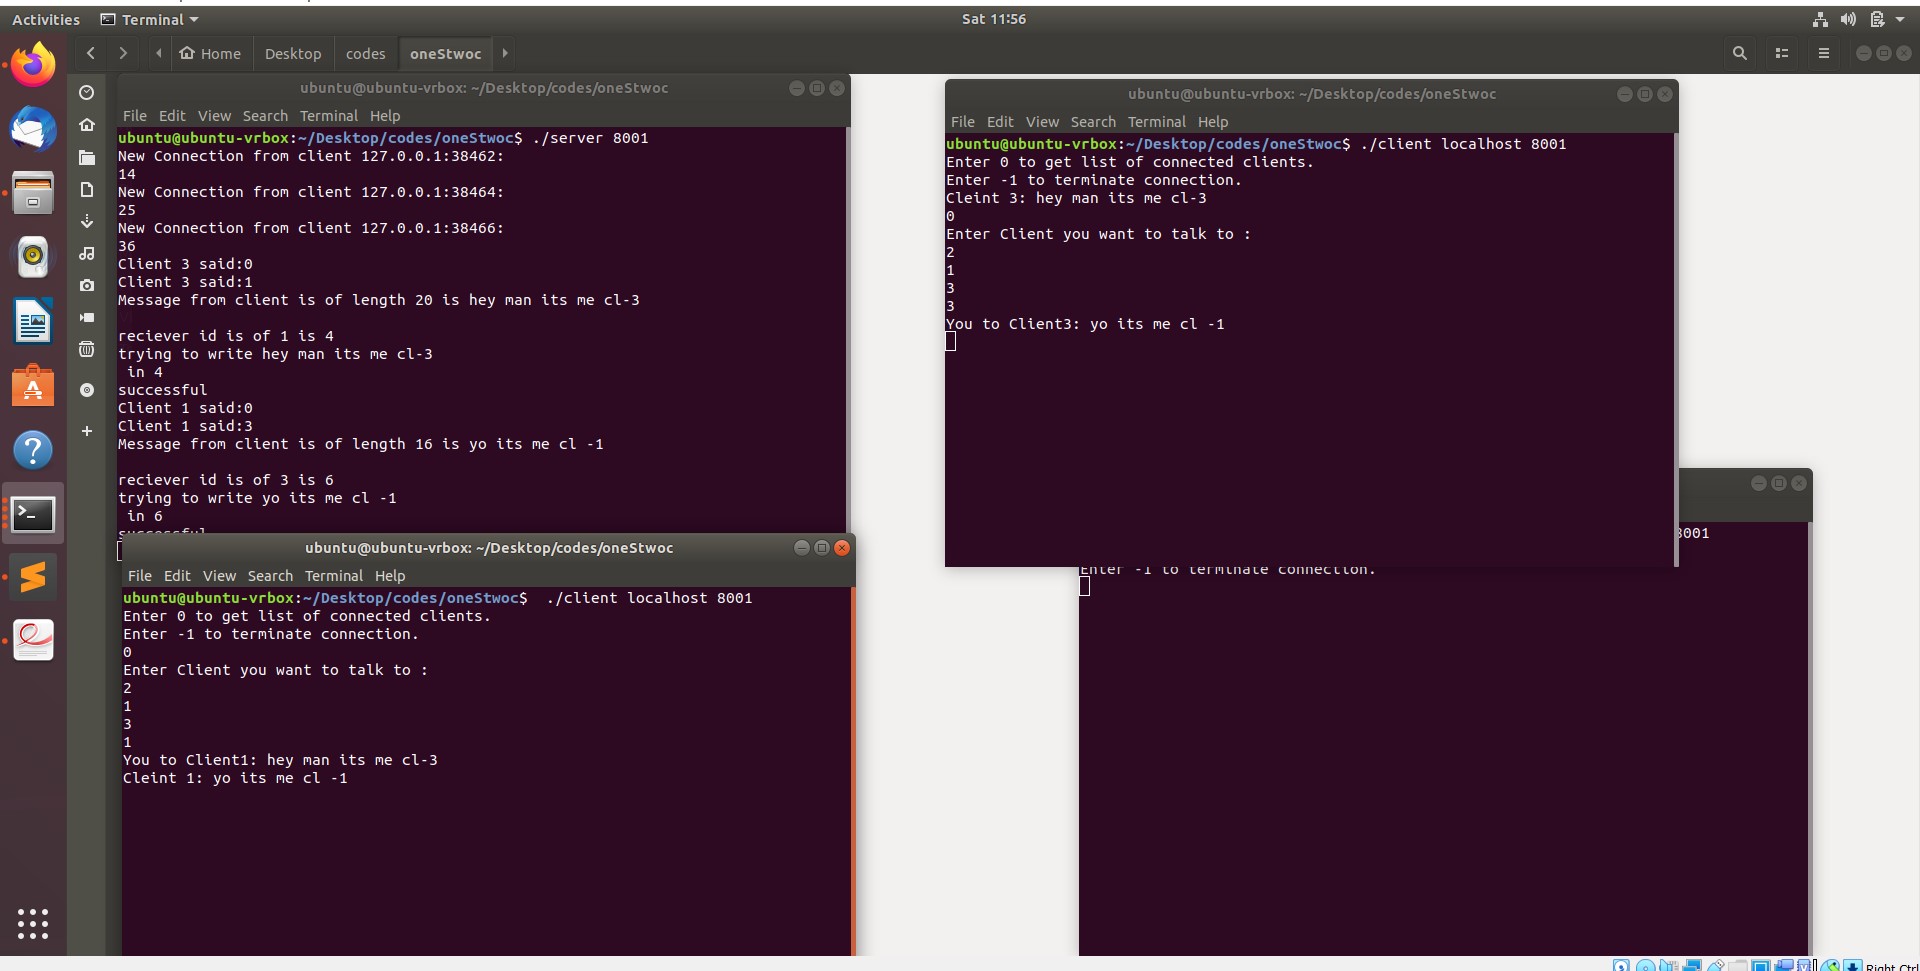 Activities Terminal Sat 11:56
Home Desktop codes oneStwoc
ubuntu@ubuntu-vrbox: ~/Desktop/codes/oneStwoc
File Edit View Search Terminal Help
ubuntu@ubuntu-vrbox:~/Desktop/codes/oneStwoc$ ./server 8001
New Connection from client 127.0.0.1:38462:
14
New Connection from client 127.0.0.1:38464:
25
New Connection from client 127.0.0.1:38466:
36
Client 3 said:0
Client 3 said:1
Message from client is of length 20 is hey man its me cl-3
reciever id is of 1 is 4
trying to write hey man its me cl-3
in 4
successful
Client 1 said:0
Client 1 said:3
Message from client is of length 16 is yo its me cl -1
reciever id is of 3 is 6
trying to write yo its me cl -1
in 6
successful
ubuntu@ubuntu-vrbox: ~/Desktop/codes/oneStwoc
File Edit View Search Terminal Help
ubuntu@ubuntu-vrbox:~/Desktop/codes/oneStwoc$ ./client localhost 8001
Enter 0 to get list of connected clients.
Enter -1 to terminate connection.
Cleint 3: hey man its me cl-3
0
Enter Client you want to talk to :
2
1
3
3
You to Client3: yo its me cl -1
ubuntu@ubuntu-vrbox: ~/Desktop/codes/oneStwoc
File Edit View Search Terminal Help
ubuntu@ubuntu-vrbox:~/Desktop/codes/oneStwoc$ ./client localhost 8001
Enter 0 to get list of connected clients.
Enter -1 to terminate connection.
0
Enter Client you want to talk to :
2
1
3
1
You to Client1: hey man its me cl-3
Cleint 1: yo its me cl -1
8001
Enter -1 to terminate connection.
Right Ctrl